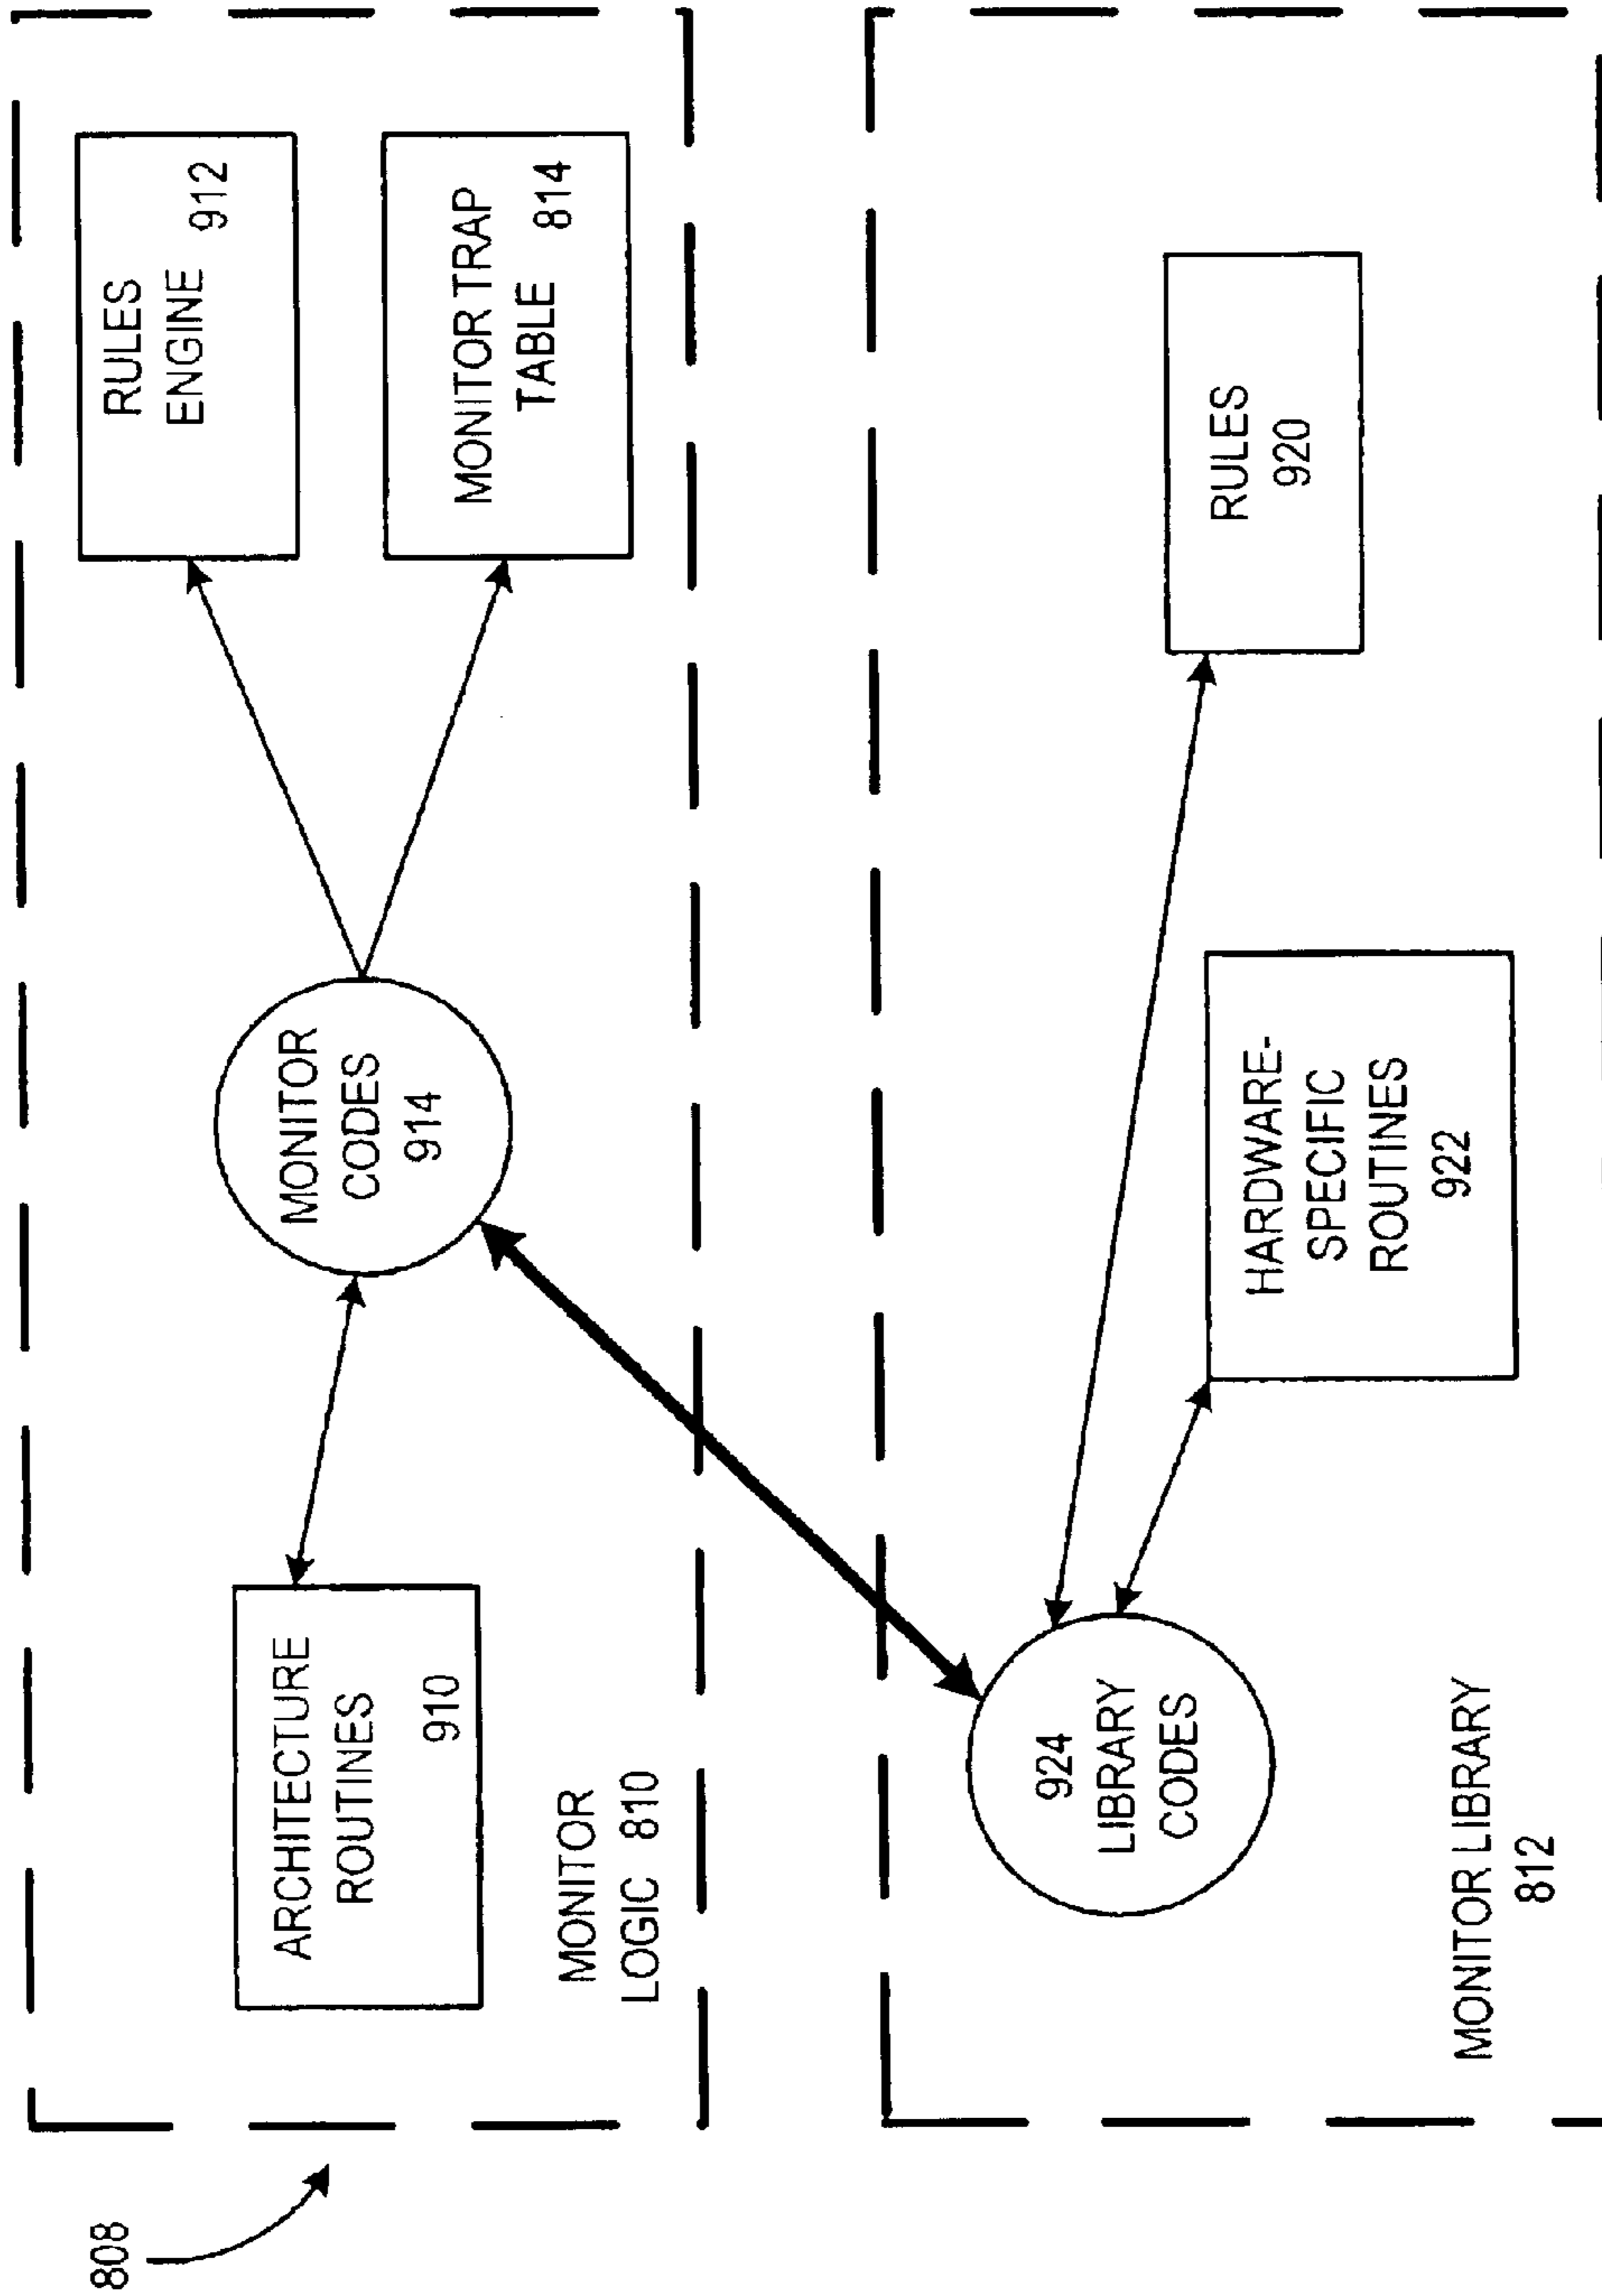 808
ARCHITECTURE
ROUTINES
910
MONITOR
LOGIC 810
MONITOR
CODES
914
RULES
ENGINE 912
MONITOR TRAP
TABLE 814
924
LIBRARY
CODES
HARDWARE-
SPECIFIC
ROUTINES
922
RULES
920
MONITOR LIBRARY
812